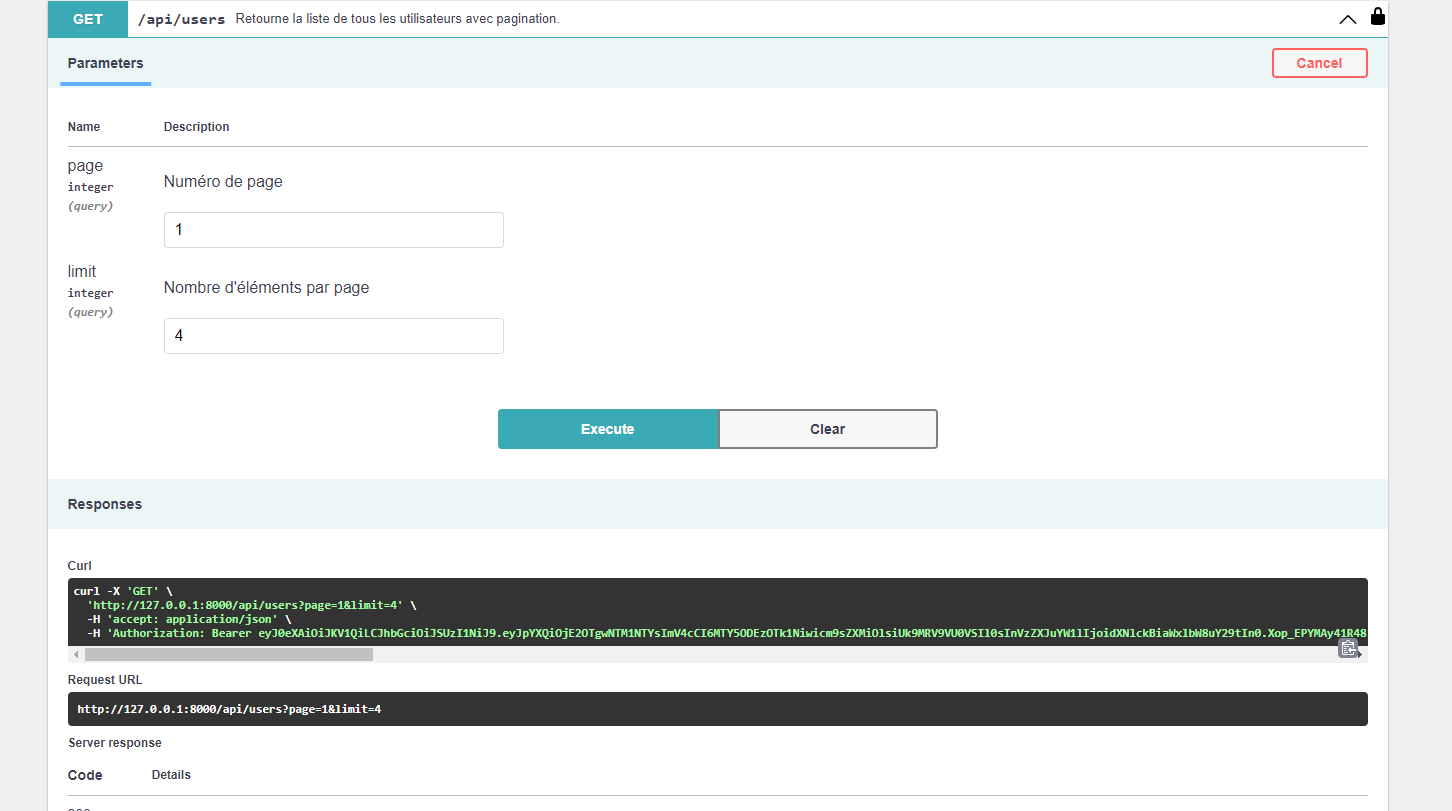 GET /api/users Retourne la liste de tous les utilisateurs avec pagination.
Parameters Cancel
Name Description
page
integer
(query)
Numéro de page
1
limit
integer
(query)
Nombre d'éléments par page
4
Execute Clear
Responses
Curl
curl -X 'GET' \
'http://127.0.0.1:8000/api/users?page=1&limit=4' \
-H 'accept: application/json' \
-H 'Authorization: Bearer
Request URL
http://127.0.0.1:8000/api/users?page=1&limit=4
Server response
Code Details